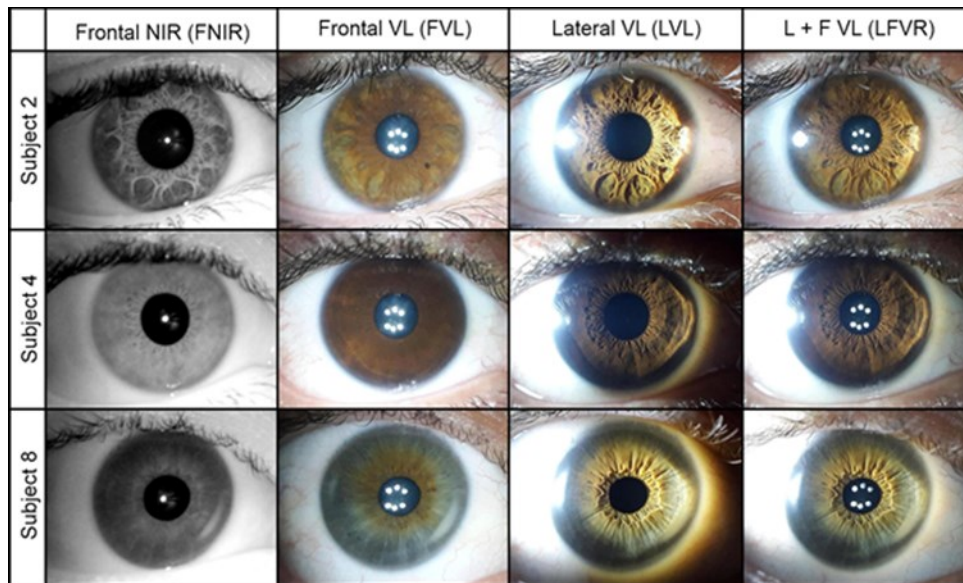 Frontal NIR (FNIR)
Frontal VL (FVL)
Lateral VL (LVL)
L + F VL (LFVR)
Subject 2
Subject 4
Subject 8